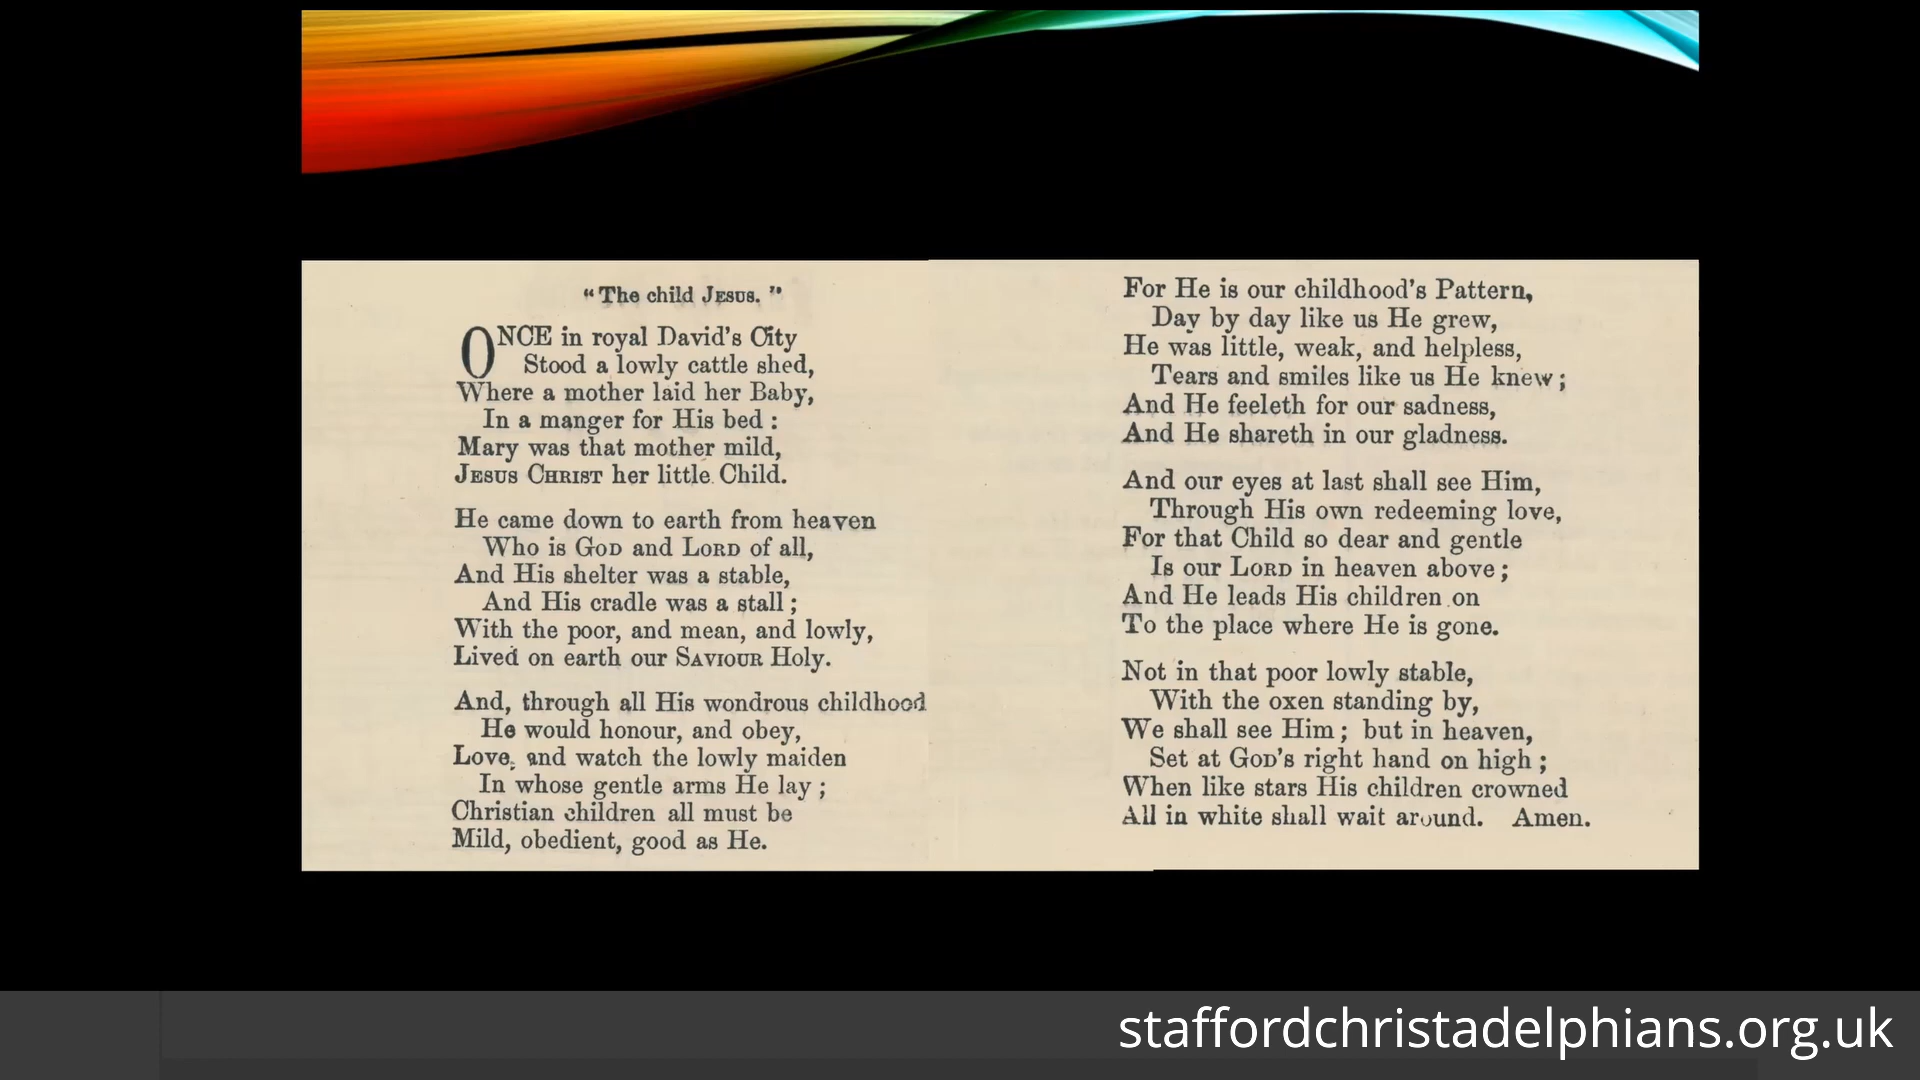 “The child JESUS.”
ONCE in royal David's City
Stood a lowly cattle shed,
Where a mother laid her Baby,
In a manger for His bed :
Mary was that mother mild,
JESUS CHRIST her little Child.
He came down to earth from heaven
Who is GOD and LORD of all,
And His shelter was a stable,
And His cradle was a stall ;
With the poor, and mean, and lowly,
Lived on earth our SAVIOUR Holy.
And, through all His wondrous childhood
He would honour, and obey,
Love, and watch the lowly maiden
In whose gentle arms He lay ;
Christian children all must be
Mild, obedient, good as He.
For He is our childhood's Pattern,
Day by day like us He grew,
He was little, weak, and helpless,
Tears and smiles like us He knew ;
And He feeleth for our sadness,
And He shareth in our gladness.
And our eyes at last shall see Him,
Through His own redeeming love,
For that Child so dear and gentle
Is our LORD in heaven above ;
And He leads His children on
To the place where He is gone.
Not in that poor lowly stable,
With the oxen standing by,
We shall see Him ; but in heaven,
Set at GOD's right hand on high ;
When like stars His children crowned
All in white shall wait around. Amen.
staffordchristadelphians.org.uk